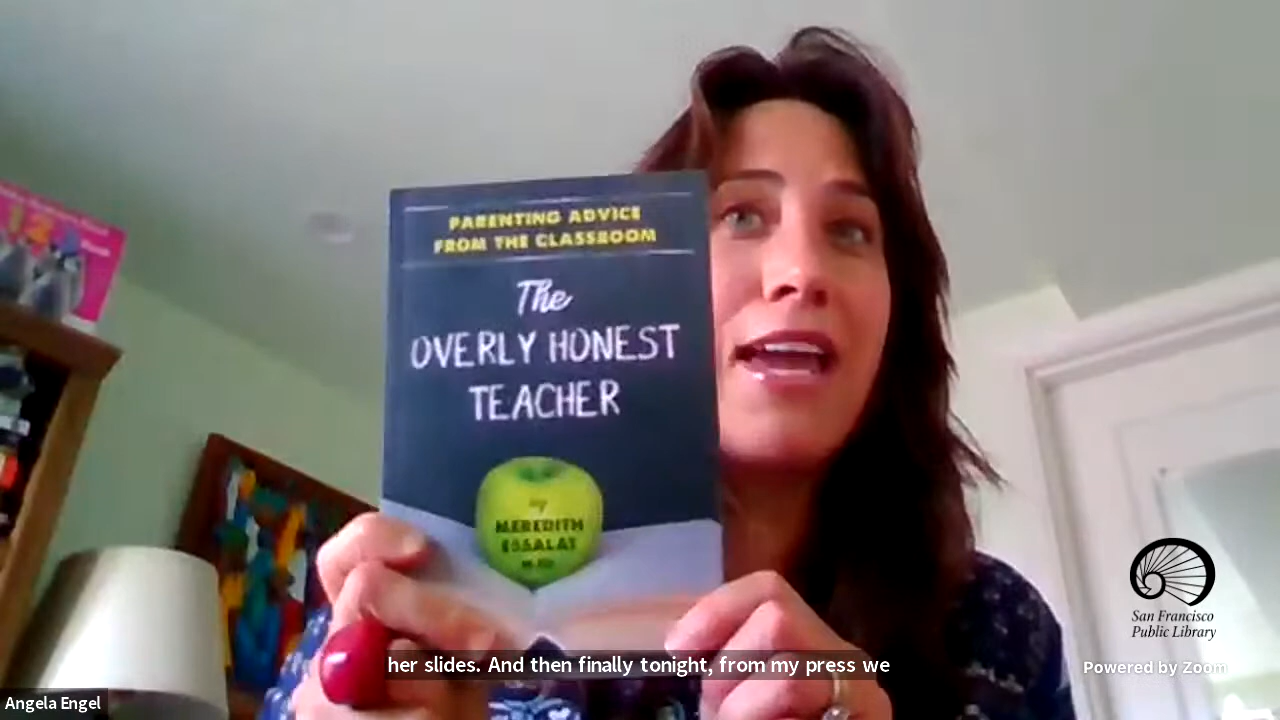 PARENTING ADVICE
FROM THE CLASSROOM
The
OVERLY HONEST
TEACHER
by
MEREDITH
ESSALAT
M.ED
San Francisco
Public Library
her slides. And then finally tonight, from my press we
Powered by Zoom
Angela Engel